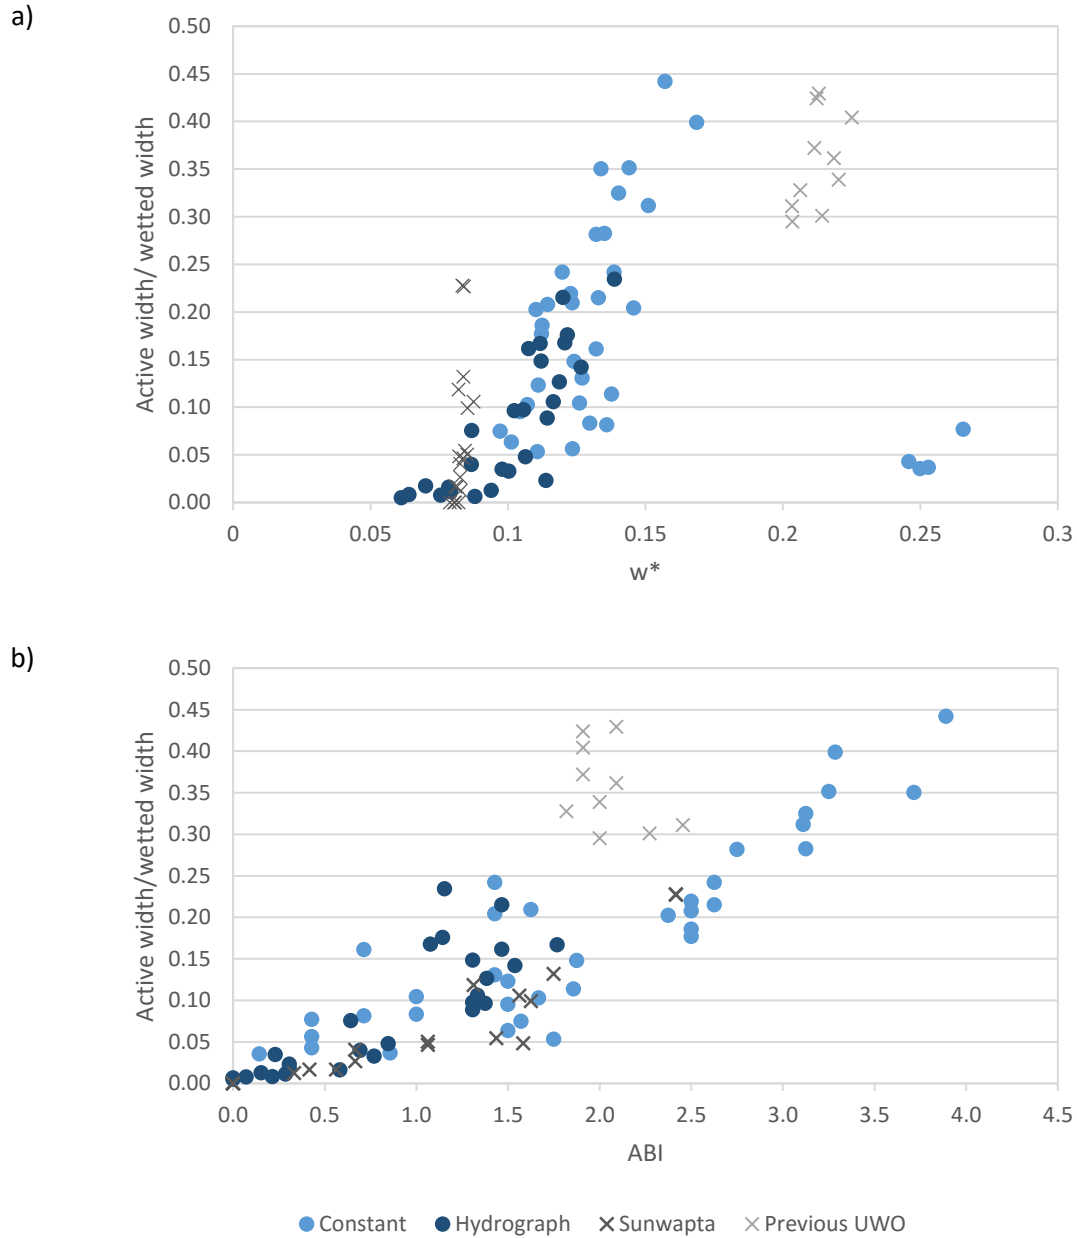 a)
0.50
0.45
0.40
0.35
0.30
0.25
0.20
0.15
0.10
0.05
0.00
Active width/ wetted width
0 0.05 0.1 0.15 0.2 0.25 0.3
w*
b)
0.50
0.45
0.40
0.35
0.30
0.25
0.20
0.15
0.10
0.05
0.00
Active width/wetted width
0.0 0.5 1.0 1.5 2.0 2.5 3.0 3.5 4.0 4.5
ABI
Constant Hydrograph Sunwapta Previous UWO